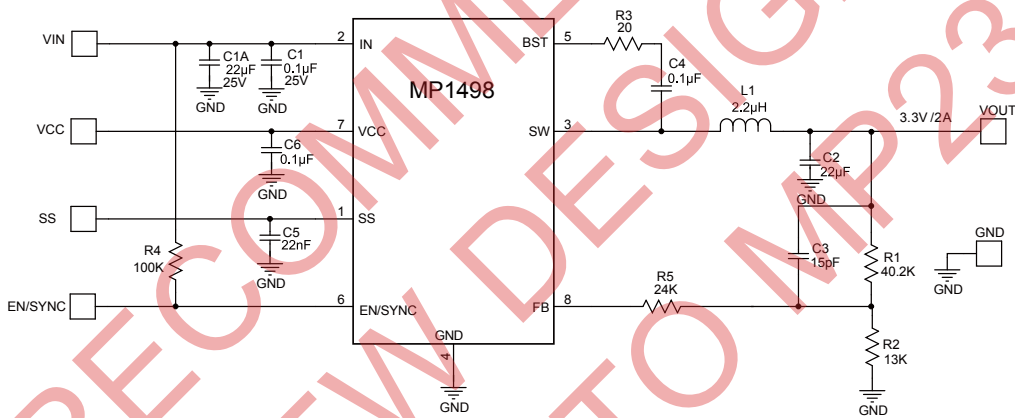 VIN
C1A
22µF
25V
GND
C1
0.1µF
25V
GND
2
IN
VCC
7
VCC
C6
0.1µF
GND
SS
1
SS
C5
22nF
GND
R4
100K
EN/SYNC
6
EN/SYNC
MP1498
GND
4
GND
BST
5
R3
20
C4
0.1µF
SW
3
L1
2.2µH
3.3V /2A
VOUT
C2
22µF
GND
C3
15pF
R1
40.2K
GND
GND
FB
8
R5
24K
R2
13K
GND